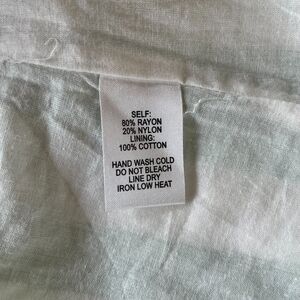 SELF:
80% RAYON
20% NYLON
LINING:
100% COTTON
HAND WASH COLD
DO NOT BLEACH
LINE DRY
IRON LOW HEAT